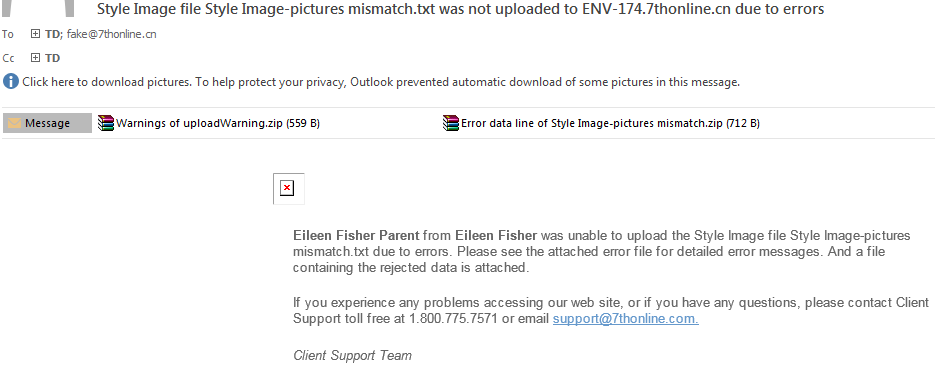 Style Image file Style Image-pictures mismatch.txt was not uploaded to ENV-174.7thonline.cn due to errors
To TD; fake@7thonline.cn
Cc TD
Click here to download pictures. To help protect your privacy, Outlook prevented automatic download of some pictures in this message.
Message Warnings of uploadWarning.zip (559 B) Error data line of Style Image-pictures mismatch.zip (712 B)
Eileen Fisher Parent from Eileen Fisher was unable to upload the Style Image file Style Image-pictures
mismatch.txt due to errors. Please see the attached error file for detailed error messages. And a file
containing the rejected data is attached.
If you experience any problems accessing our web site, or if you have any questions, please contact Client
Support toll free at 1.800.775.7571 or email support@7thonline.com.
Client Support Team